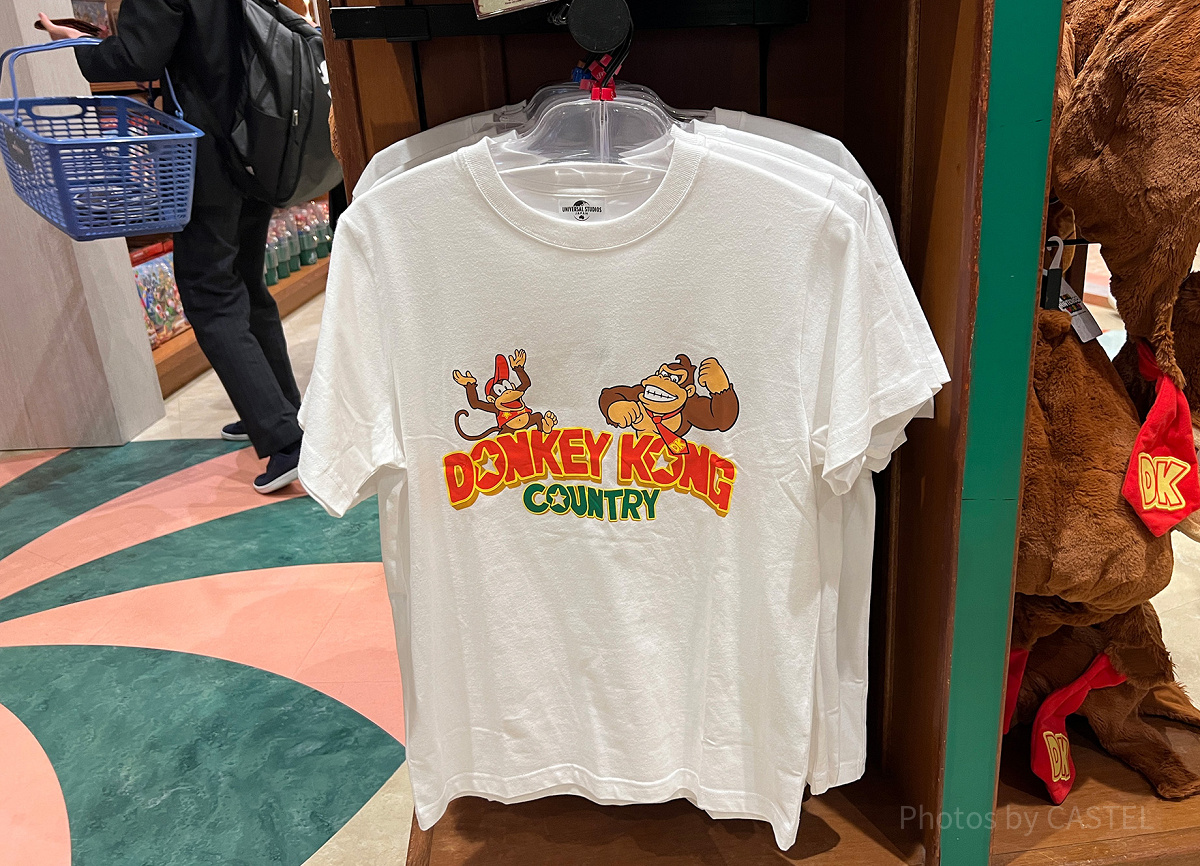 UNIVERSAL STUDIOS
JAPAN
DONKEY KONG
COUNTRY
DK
DK
Photos by CASTEL